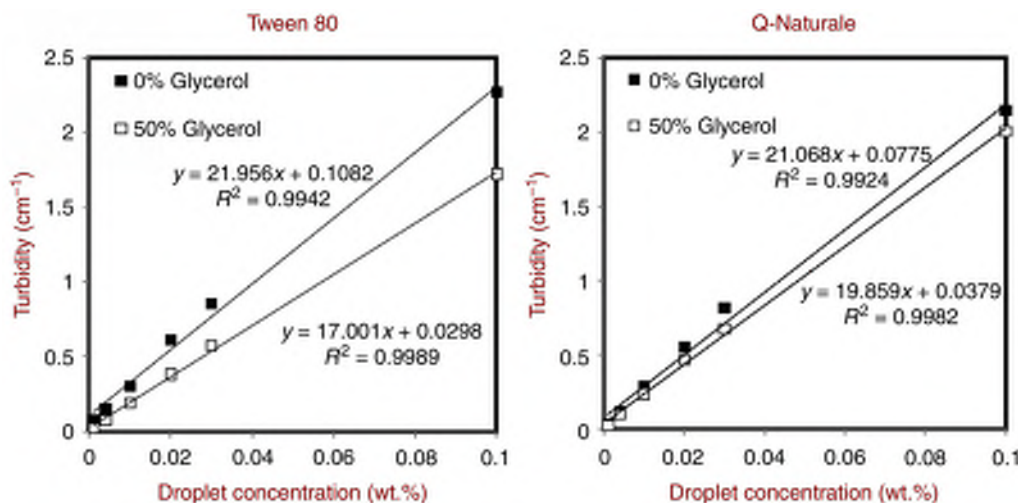 Tween 80
2.5
2
1.5
1
0.5
0
0% Glycerol
50% Glycerol
y = 21.956x + 0.1082
R² = 0.9942
y = 17.001x + 0.0298
R² = 0.9989
0 0.02 0.04 0.06 0.08 0.1
Turbidity (cm⁻¹)
Droplet concentration (wt.%)
Q-Naturale
2.5
2
1.5
1
0.5
0
0% Glycerol
50% Glycerol
y = 21.068x + 0.0775
R² = 0.9924
y = 19.859x + 0.0379
R² = 0.9982
0 0.02 0.04 0.06 0.08 0.1
Turbidity (cm⁻¹)
Droplet concentration (wt.%)